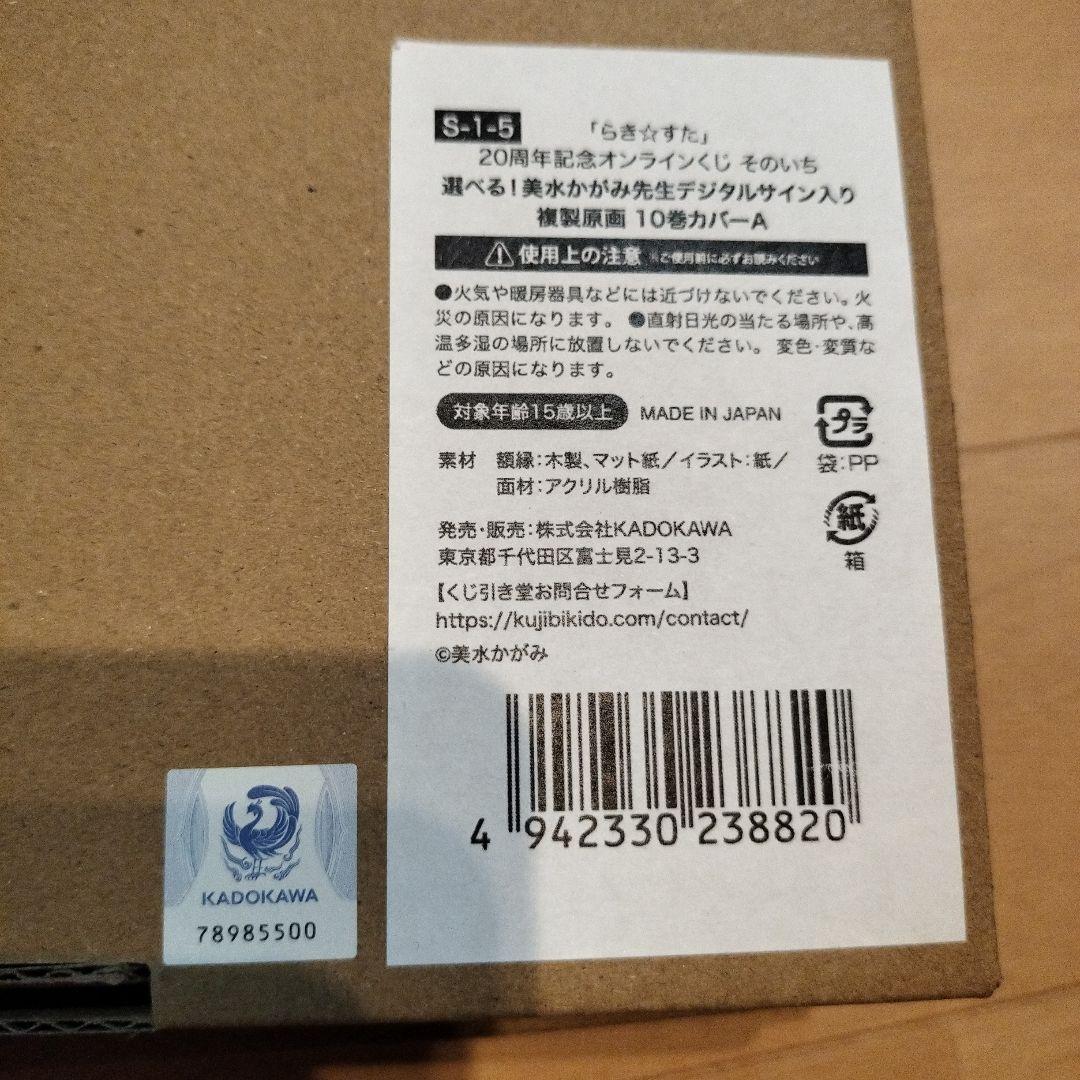 S-1-5 「らき☆すた」
20周年記念オンラインくじ そのいち
選べる！美水かがみ先生デジタルサイン入り
複製原画 10巻カバーA
⚠使用上の注意 ※ご使用前に必ずお読みください
●火気や暖房器具などには近づけないでください。火
災の原因になります。 ●直射日光の当たる場所や、高
温多湿の場所に放置しないでください。 変色・変質な
どの原因になります。
対象年齢15歳以上 MADE IN JAPAN
プラ
袋：PP
素材 額縁：木製、マット紙／イラスト：紙／
面材：アクリル樹脂
紙
箱
発売・販売：株式会社KADOKAWA
東京都千代田区富士見2-13-3
【くじ引き堂お問合せフォーム】
https://kujibikido.com/contact/
©美水かがみ
4 942330 238820
KADOKAWA
78985500